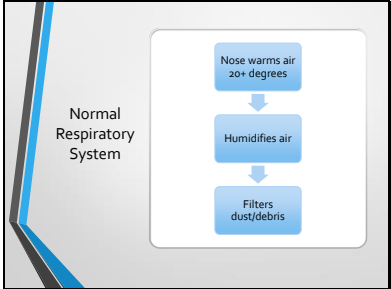 Normal
Respiratory
System
Nose warms air
20+ degrees
Humidifies air
Filters
dust/debris